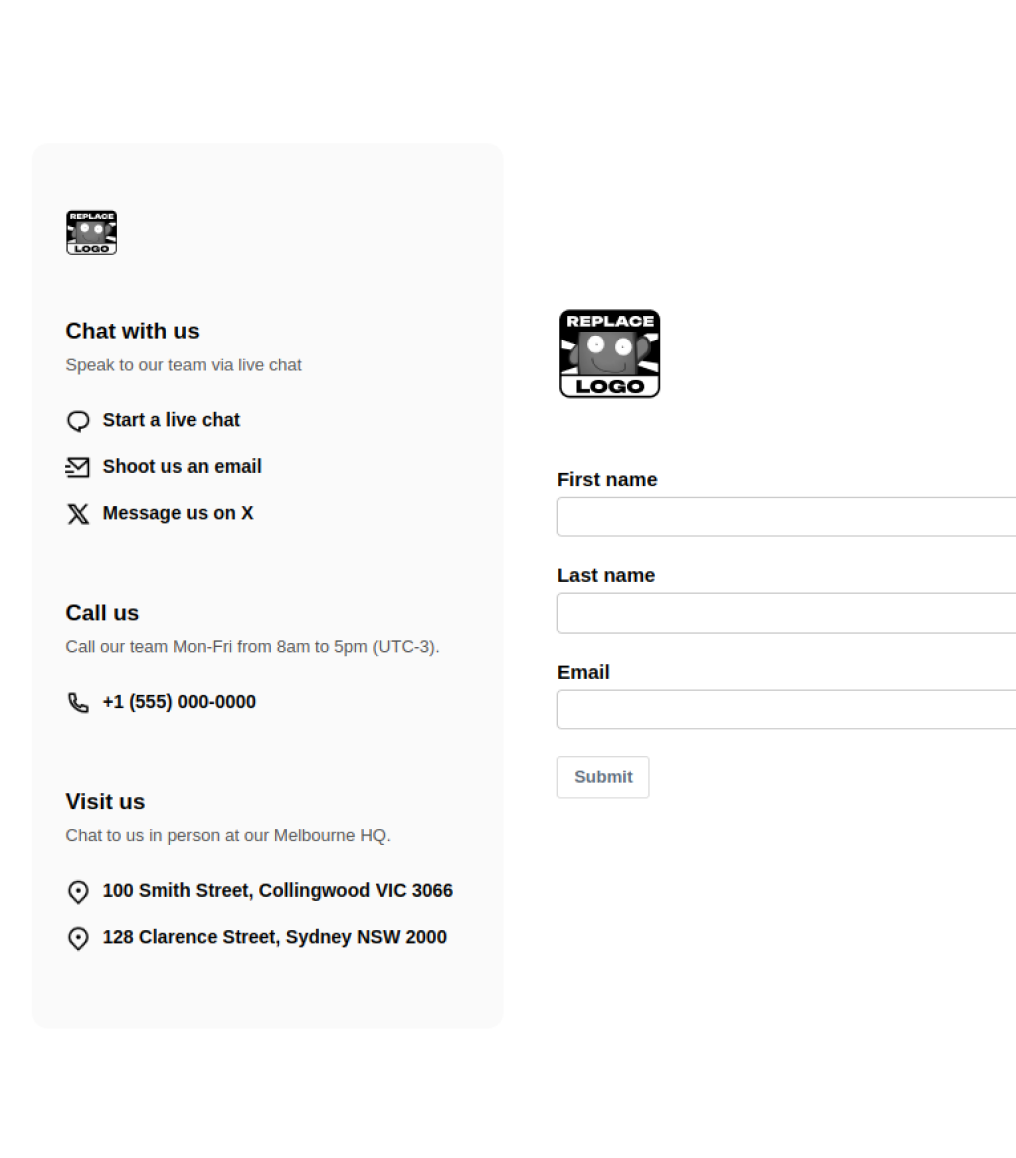 REPLACE
LOGO
Chat with us
Speak to our team via live chat
Start a live chat
Shoot us an email
Message us on X
Call us
Call our team Mon-Fri from 8am to 5pm (UTC-3).
+1 (555) 000-0000
Visit us
Chat to us in person at our Melbourne HQ.
100 Smith Street, Collingwood VIC 3066
128 Clarence Street, Sydney NSW 2000
REPLACE
LOGO
First name
Last name
Email
Submit